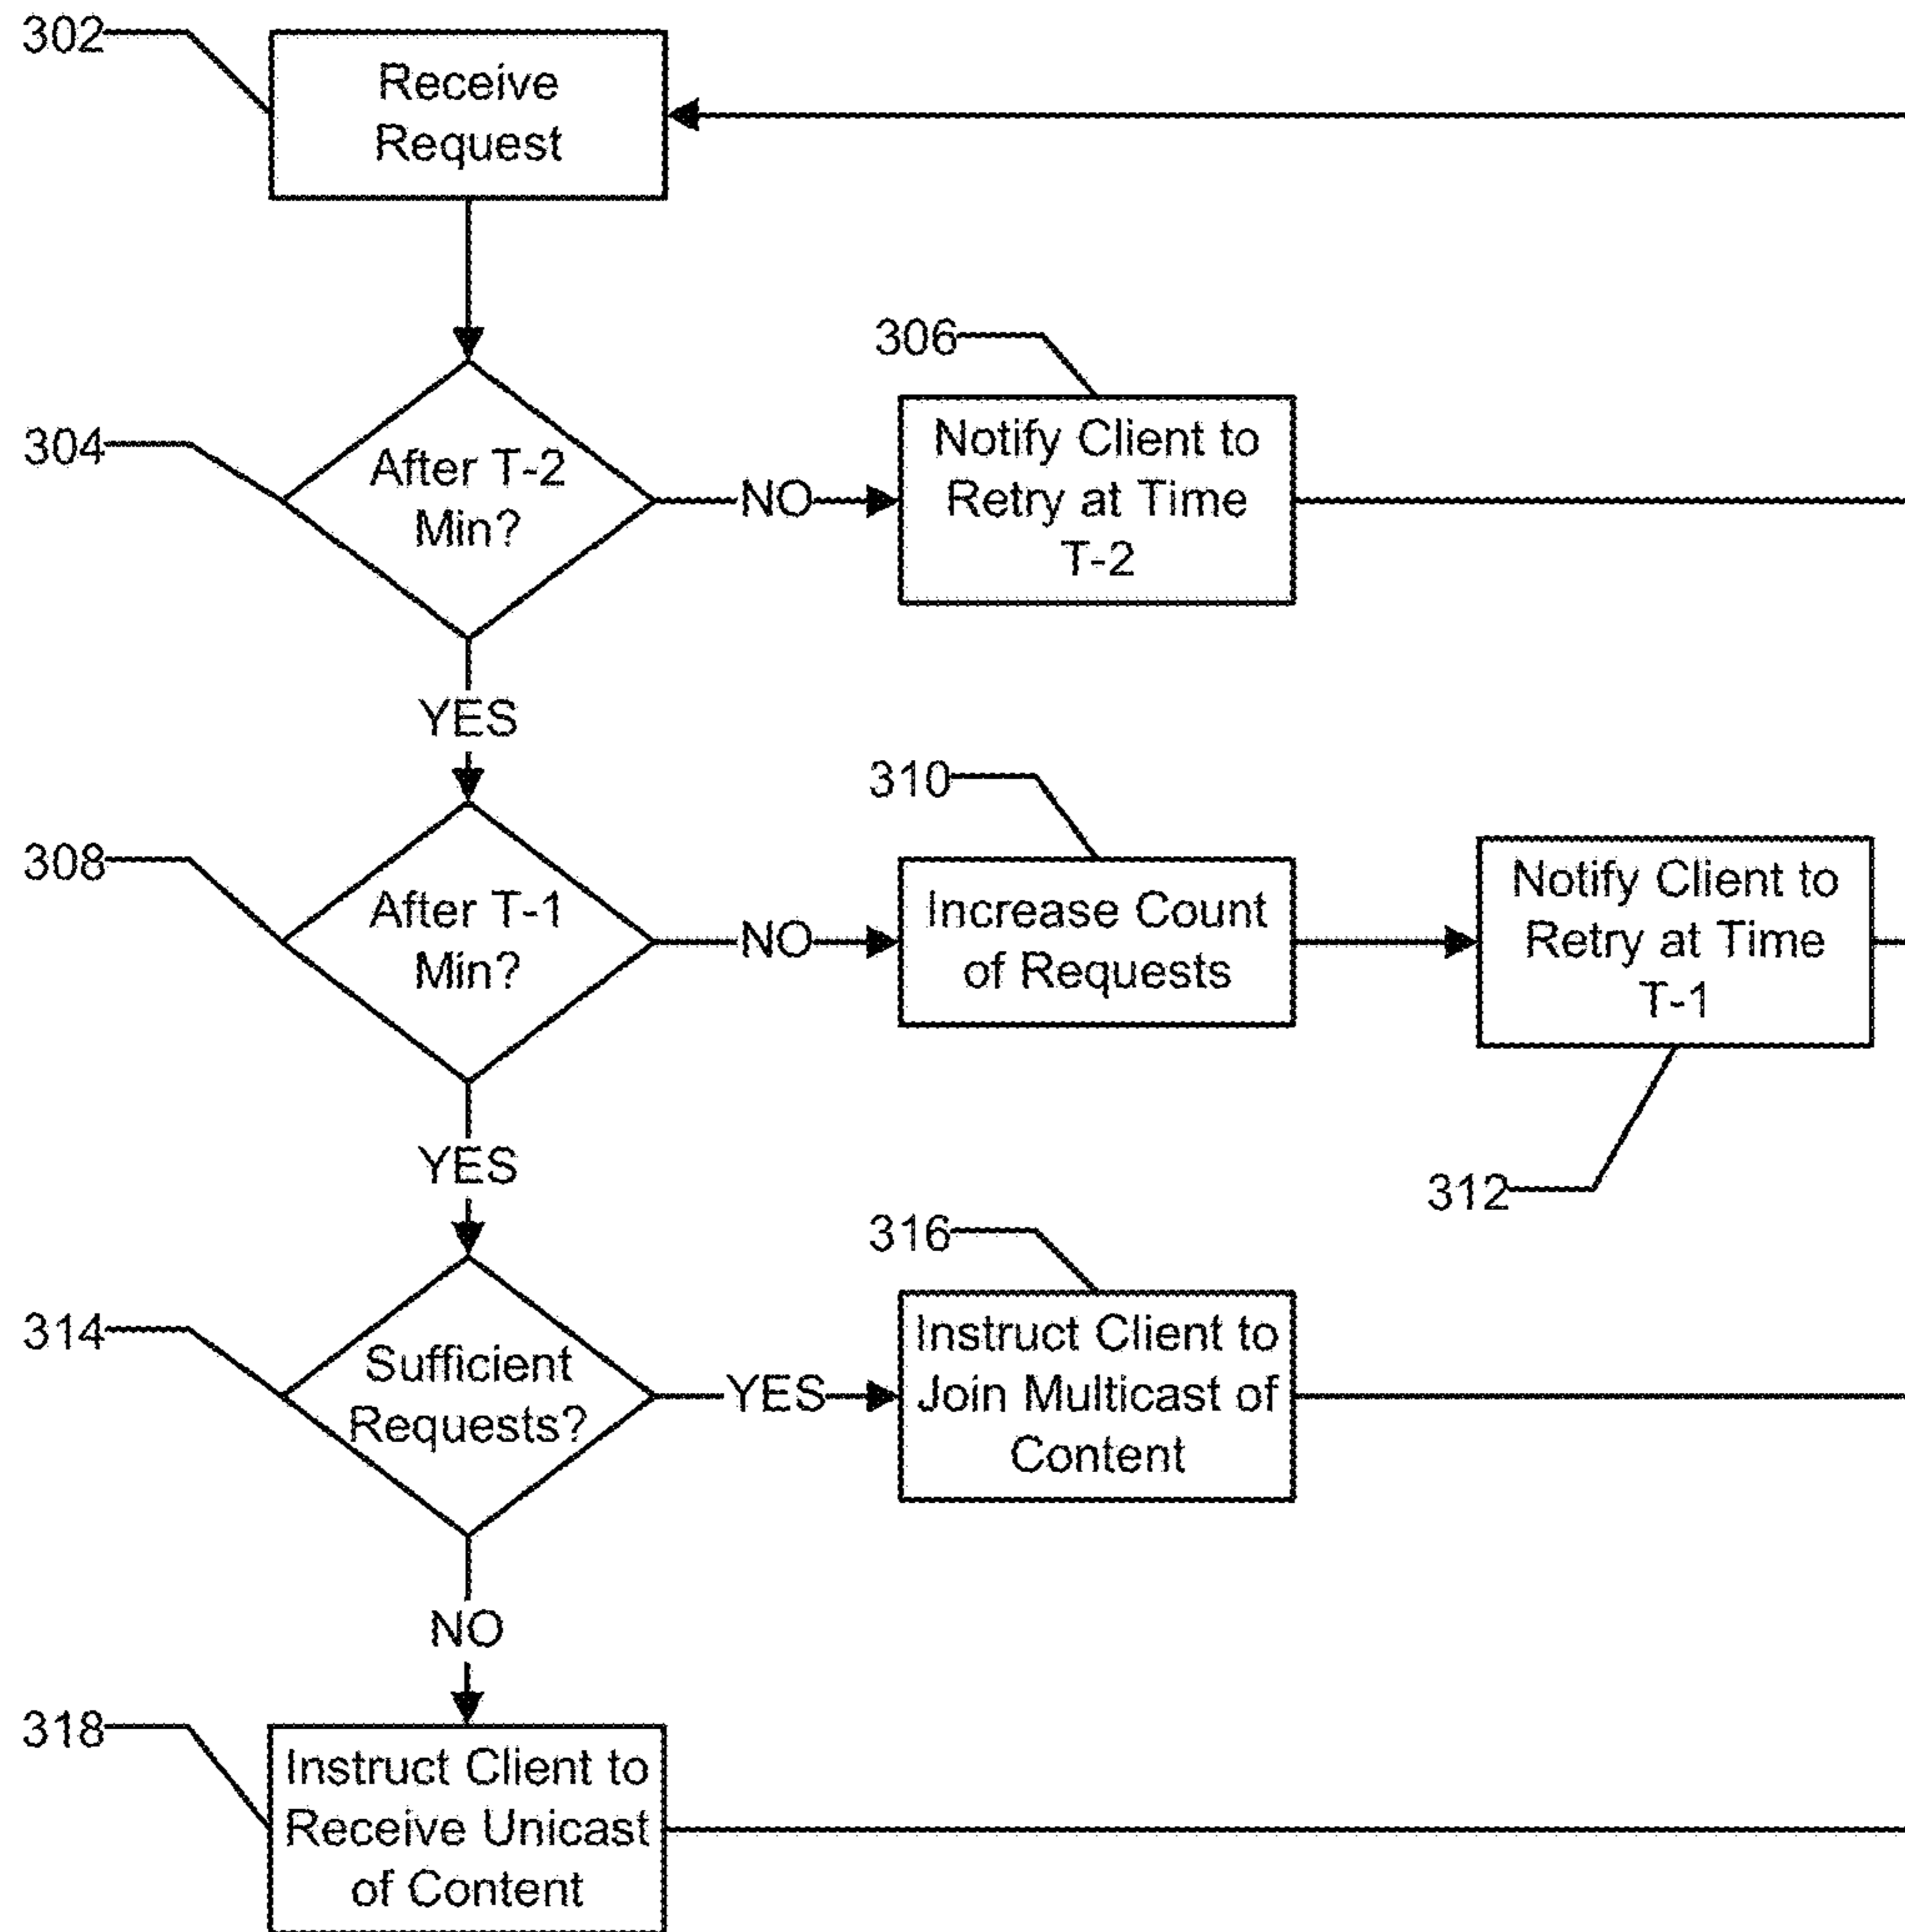 302
Receive
Request
304
After T-2
Min?
NO
306
Notify Client to
Retry at Time
T-2
YES
308
After T-1
Min?
NO
310
Increase Count
of Requests
Notify Client to
Retry at Time
T-1
312
YES
314
Sufficient
Requests?
YES
316
Instruct Client to
Join Multicast of
Content
NO
318
Instruct Client to
Receive Unicast
of Content